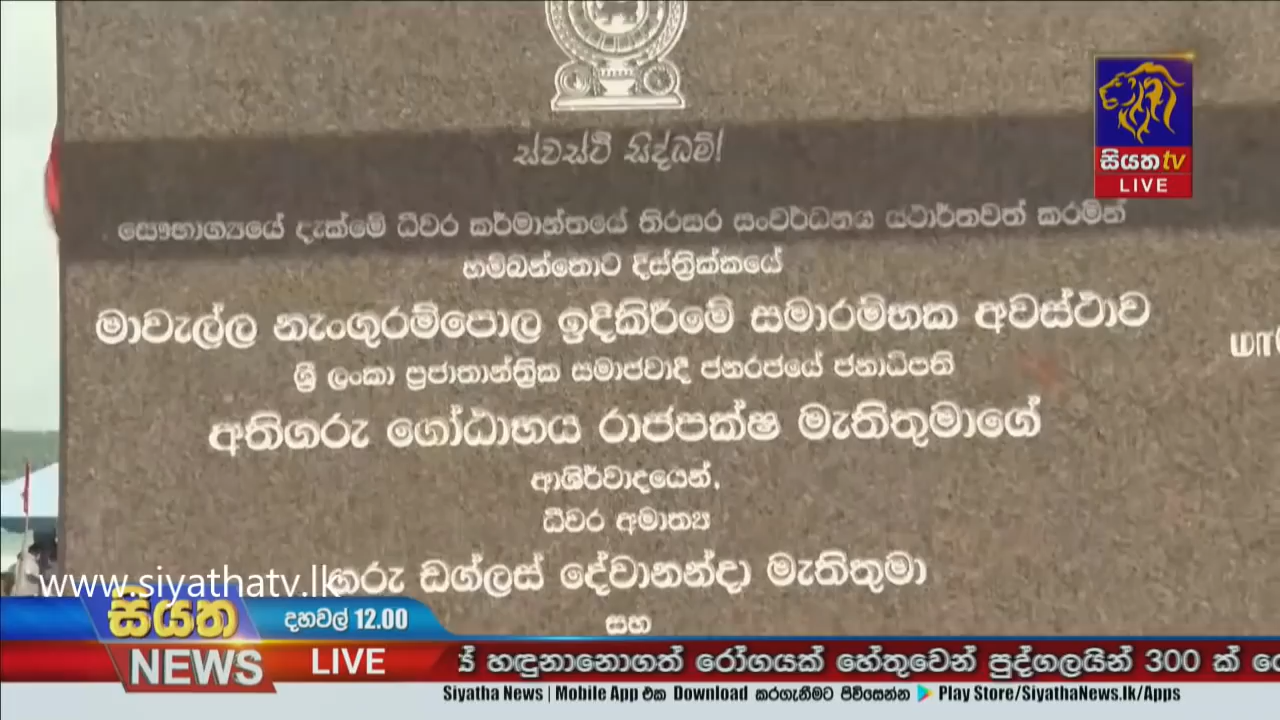 ස්වස්ති සිද්ධම්!
සෞභාග්‍යයේ දැක්මේ ධීවර කර්මාන්තයේ තිරසර සංවර්ධනය යථාර්තවත් කරමින්
හම්බන්තොට දිස්ත්‍රික්කයේ
මාවැල්ල නැංගුරම්පොල ඉදිකිරීමේ සමාරම්භක අවස්ථාව
ශ්‍රී ලංකා ප්‍රජාතාන්ත්‍රික සමාජවාදී ජනරජයේ ජනාධිපති
අතිගරු ගෝඨාභය රාජපක්ෂ මැතිතුමාගේ
ආශිර්වාදයෙන්,
ධීවර අමාත්‍ය
ගරු ඩග්ලස් දේවානන්දා මැතිතුමා
සහ
සියත tv
LIVE
www.siyathatv.lk
සියත
NEWS
දහවල් 12.00
LIVE
හඳුනානොගත් රෝගයක් හේතුවෙන් පුද්ගලයින් 300 ක්
Siyatha News | Mobile App එක Download කරගැනීමට පිවිසෙන්න Play Store/SiyathaNews.lk/Apps